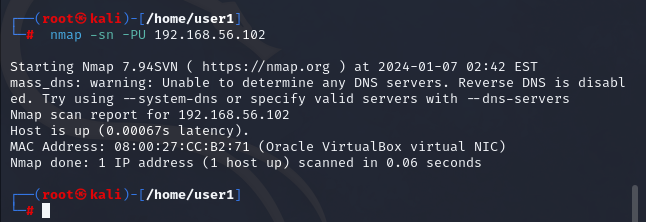 ┌──(root㉿kali)-[/home/user1]
└─# nmap -sn -PU 192.168.56.102
Starting Nmap 7.94SVN ( https://nmap.org ) at 2024-01-07 02:42 EST
mass_dns: warning: Unable to determine any DNS servers. Reverse DNS is disabl
ed. Try using --system-dns or specify valid servers with --dns-servers
Nmap scan report for 192.168.56.102
Host is up (0.00067s latency).
MAC Address: 08:00:27:CC:B2:71 (Oracle VirtualBox virtual NIC)
Nmap done: 1 IP address (1 host up) scanned in 0.06 seconds
┌──(root㉿kali)-[/home/user1]
└─#